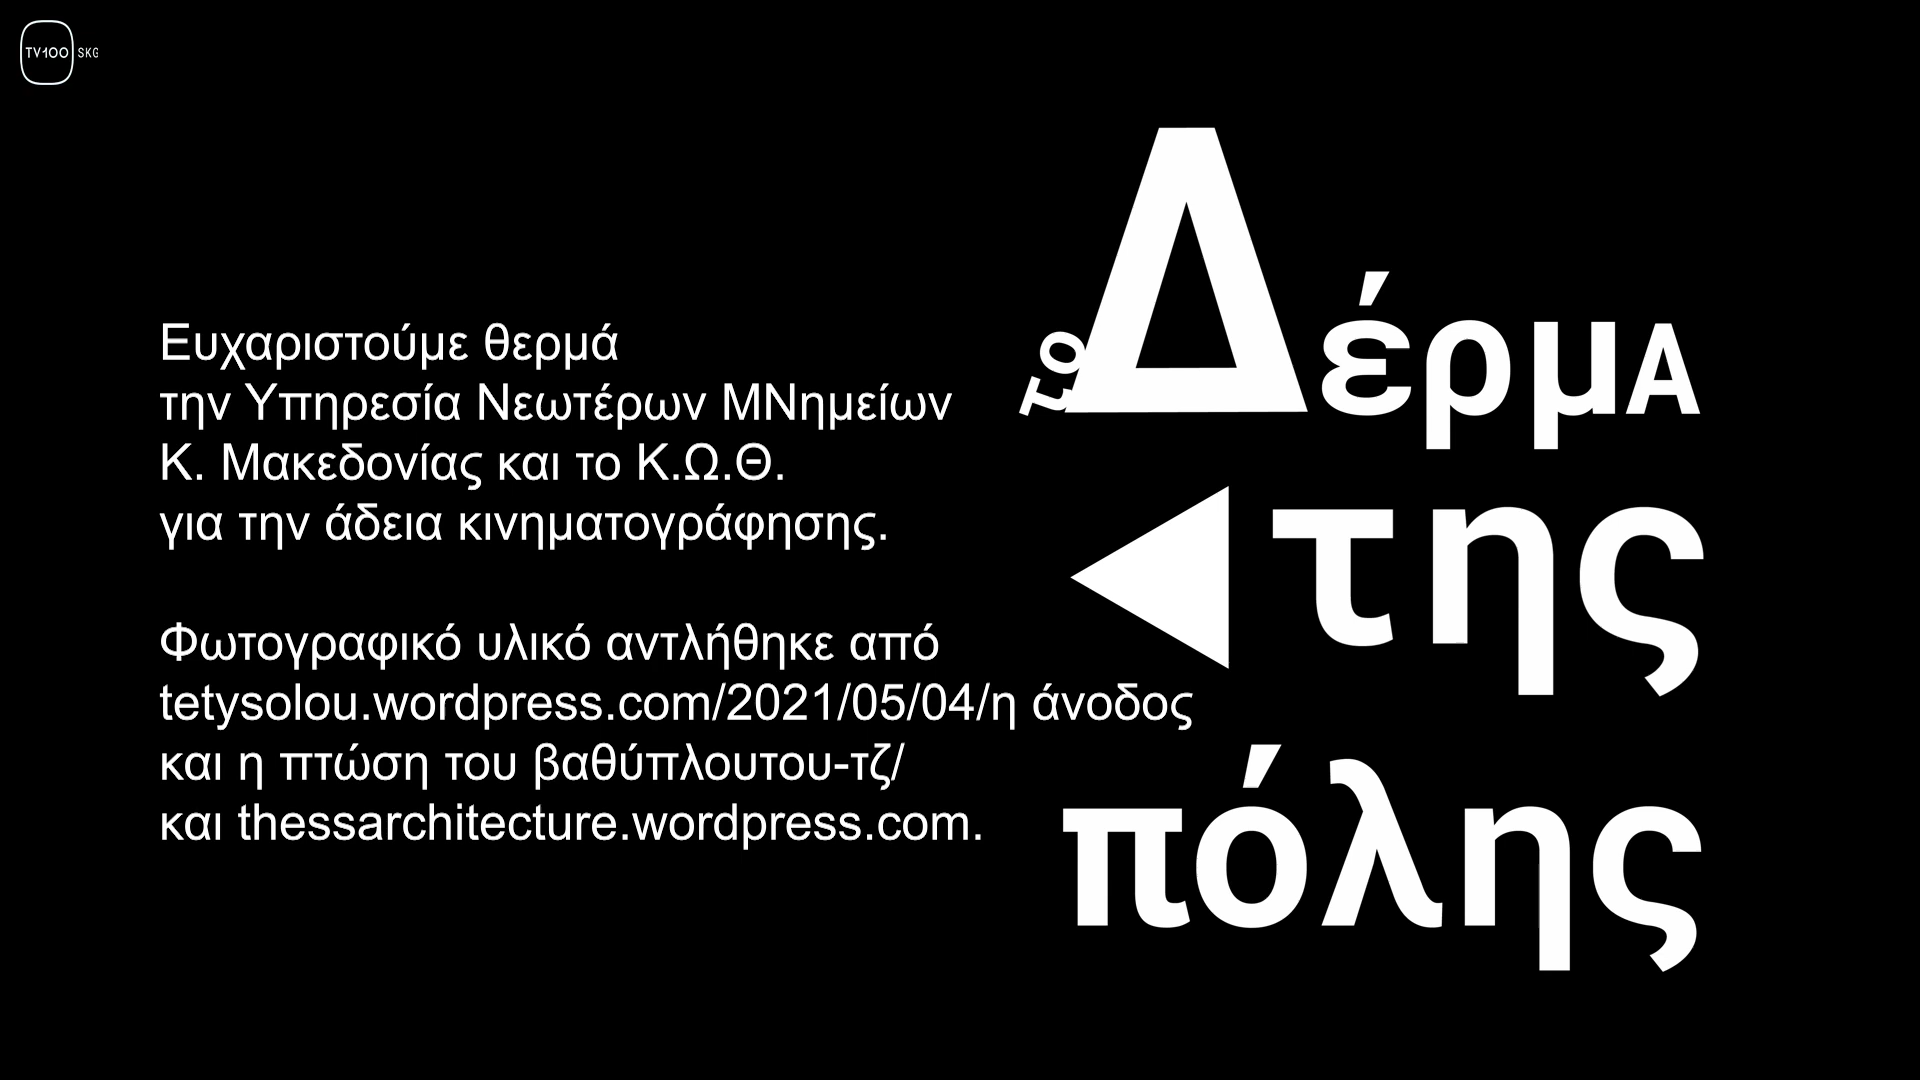 TV100 SKG
Ευχαριστούμε θερμά
την Υπηρεσία Νεωτέρων ΜΝημείων
Κ. Μακεδονίας και το Κ.Ω.Θ.
για την άδεια κινηματογράφησης.
Φωτογραφικό υλικό αντλήθηκε από
tetysolou.wordpress.com/2021/05/04/η άνοδος
και η πτώση του βαθύπλουτου-τζ/
και thessarchitecture.wordpress.com.
το ΔέρμΑ
της
πόλης